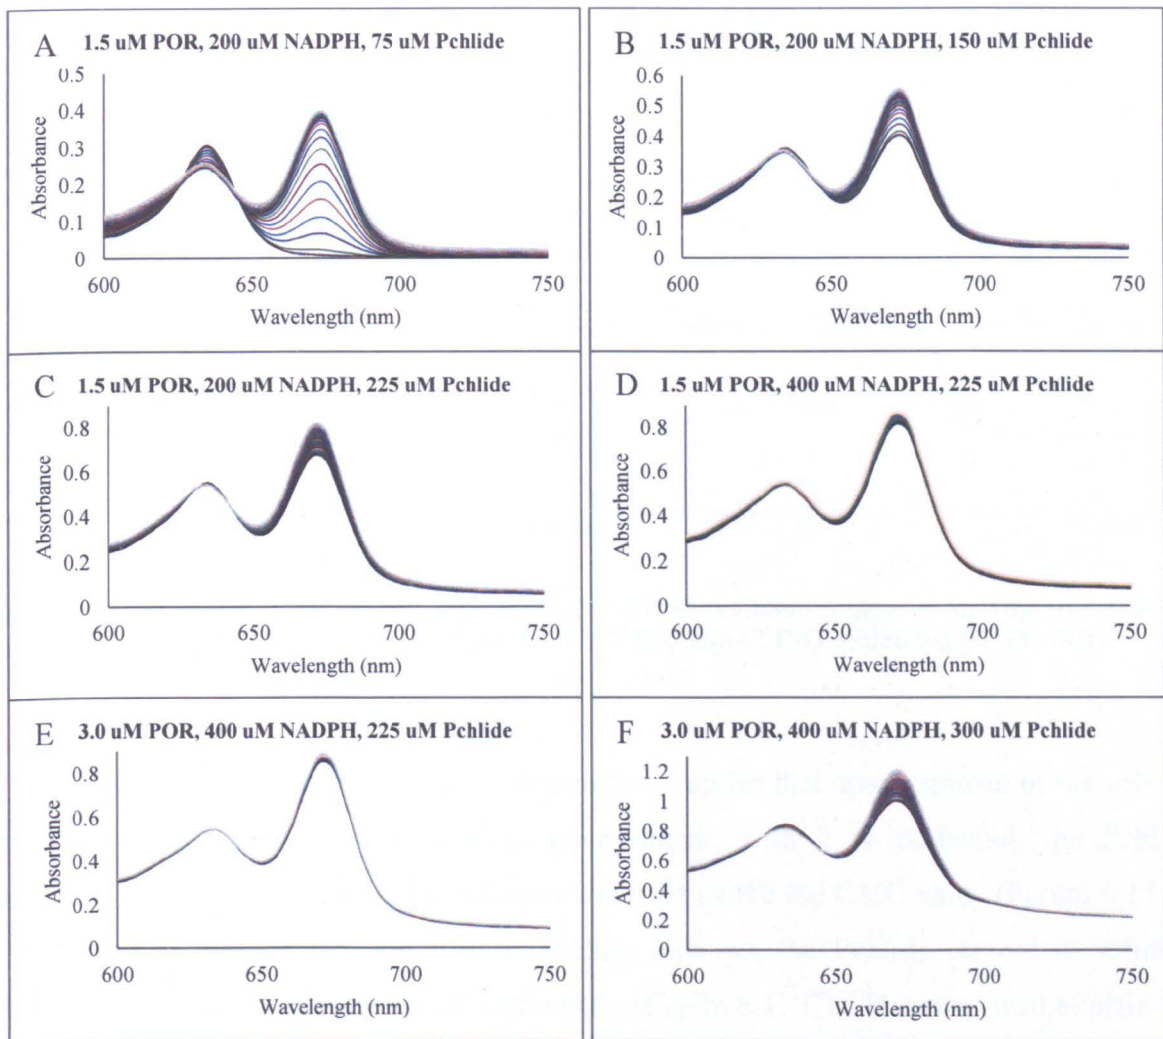 A 1.5 uM POR, 200 uM NADPH, 75 uM Pchlide
0.5
0.4
0.3
0.2
0.1
0
Absorbance
600 650 700 750
Wavelength (nm)
B 1.5 uM POR, 200 uM NADPH, 150 uM Pchlide
0.6
0.5
0.4
0.3
0.2
0.1
0
Absorbance
600 650 700 750
Wavelength (nm)
C 1.5 uM POR, 200 uM NADPH, 225 uM Pchlide
0.8
0.6
0.4
0.2
0
Absorbance
600 650 700 750
Wavelength (nm)
D 1.5 uM POR, 400 uM NADPH, 225 uM Pchlide
0.8
0.6
0.4
0.2
0
Absorbance
600 650 700 750
Wavelength (nm)
E 3.0 uM POR, 400 uM NADPH, 225 uM Pchlide
0.8
0.6
0.4
0.2
0
Absorbance
600 650 700 750
Wavelength (nm)
F 3.0 uM POR, 400 uM NADPH, 300 uM Pchlide
1.2
1
0.8
0.6
0.4
0.2
0
Absorbance
600 650 700 750
Wavelength (nm)